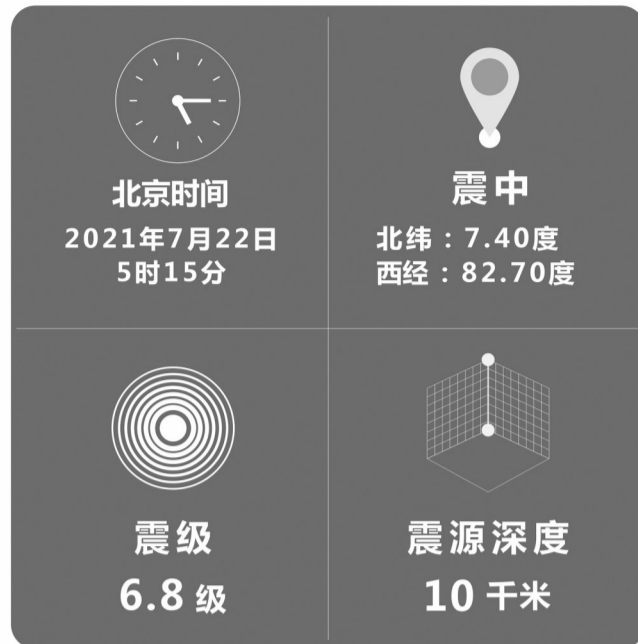 北京时间
2021年7月22日
5时15分
震中
北纬：7.40度
西经：82.70度
震级
6.8 级
震源深度
10 千米